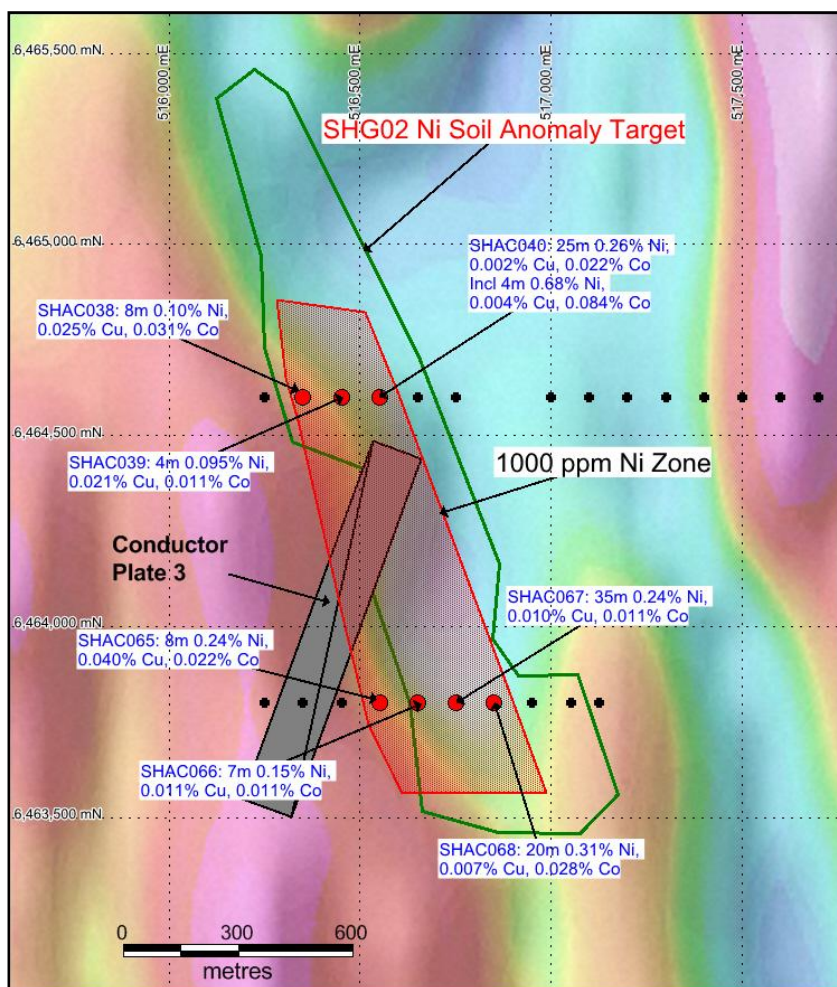 516,000 mE
516,500 mE
517,000 mE
517,500 mE
6,465,500 mN
SHG02 Ni Soil Anomaly Target
6,465,000 mN
SHAC040: 25m 0.26% Ni,
0.002% Cu, 0.022% Co
Incl 4m 0.68% Ni,
0.004% Cu, 0.084% Co
SHAC038: 8m 0.10% Ni,
0.025% Cu, 0.031% Co
6,464,500 mN
SHAC039: 4m 0.095% Ni,
0.021% Cu, 0.011% Co
1000 ppm Ni Zone
Conductor
Plate 3
SHAC067: 35m 0.24% Ni,
0.010% Cu, 0.011% Co
6,464,000 mN
SHAC065: 8m 0.24% Ni,
0.040% Cu, 0.022% Co
SHAC066: 7m 0.15% Ni,
0.011% Cu, 0.011% Co
6,463,500 mN
SHAC068: 20m 0.31% Ni,
0.007% Cu, 0.028% Co
0 300 600
metres